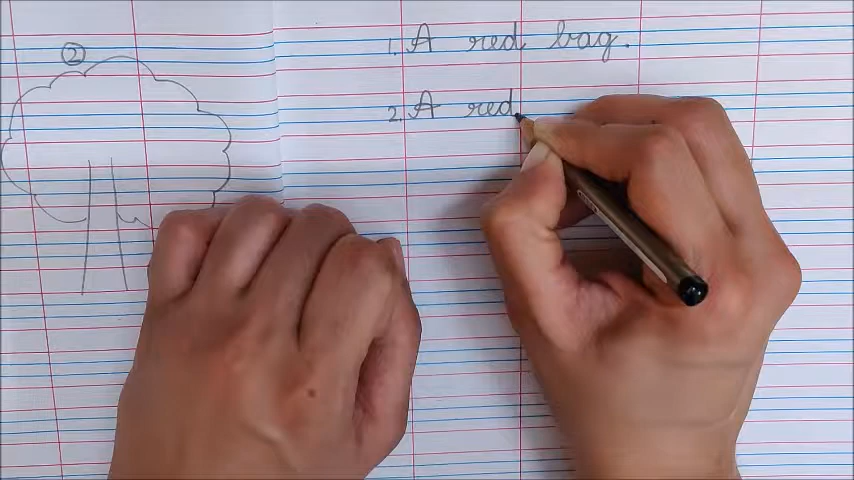 ②
1. A red bag.
2. A red